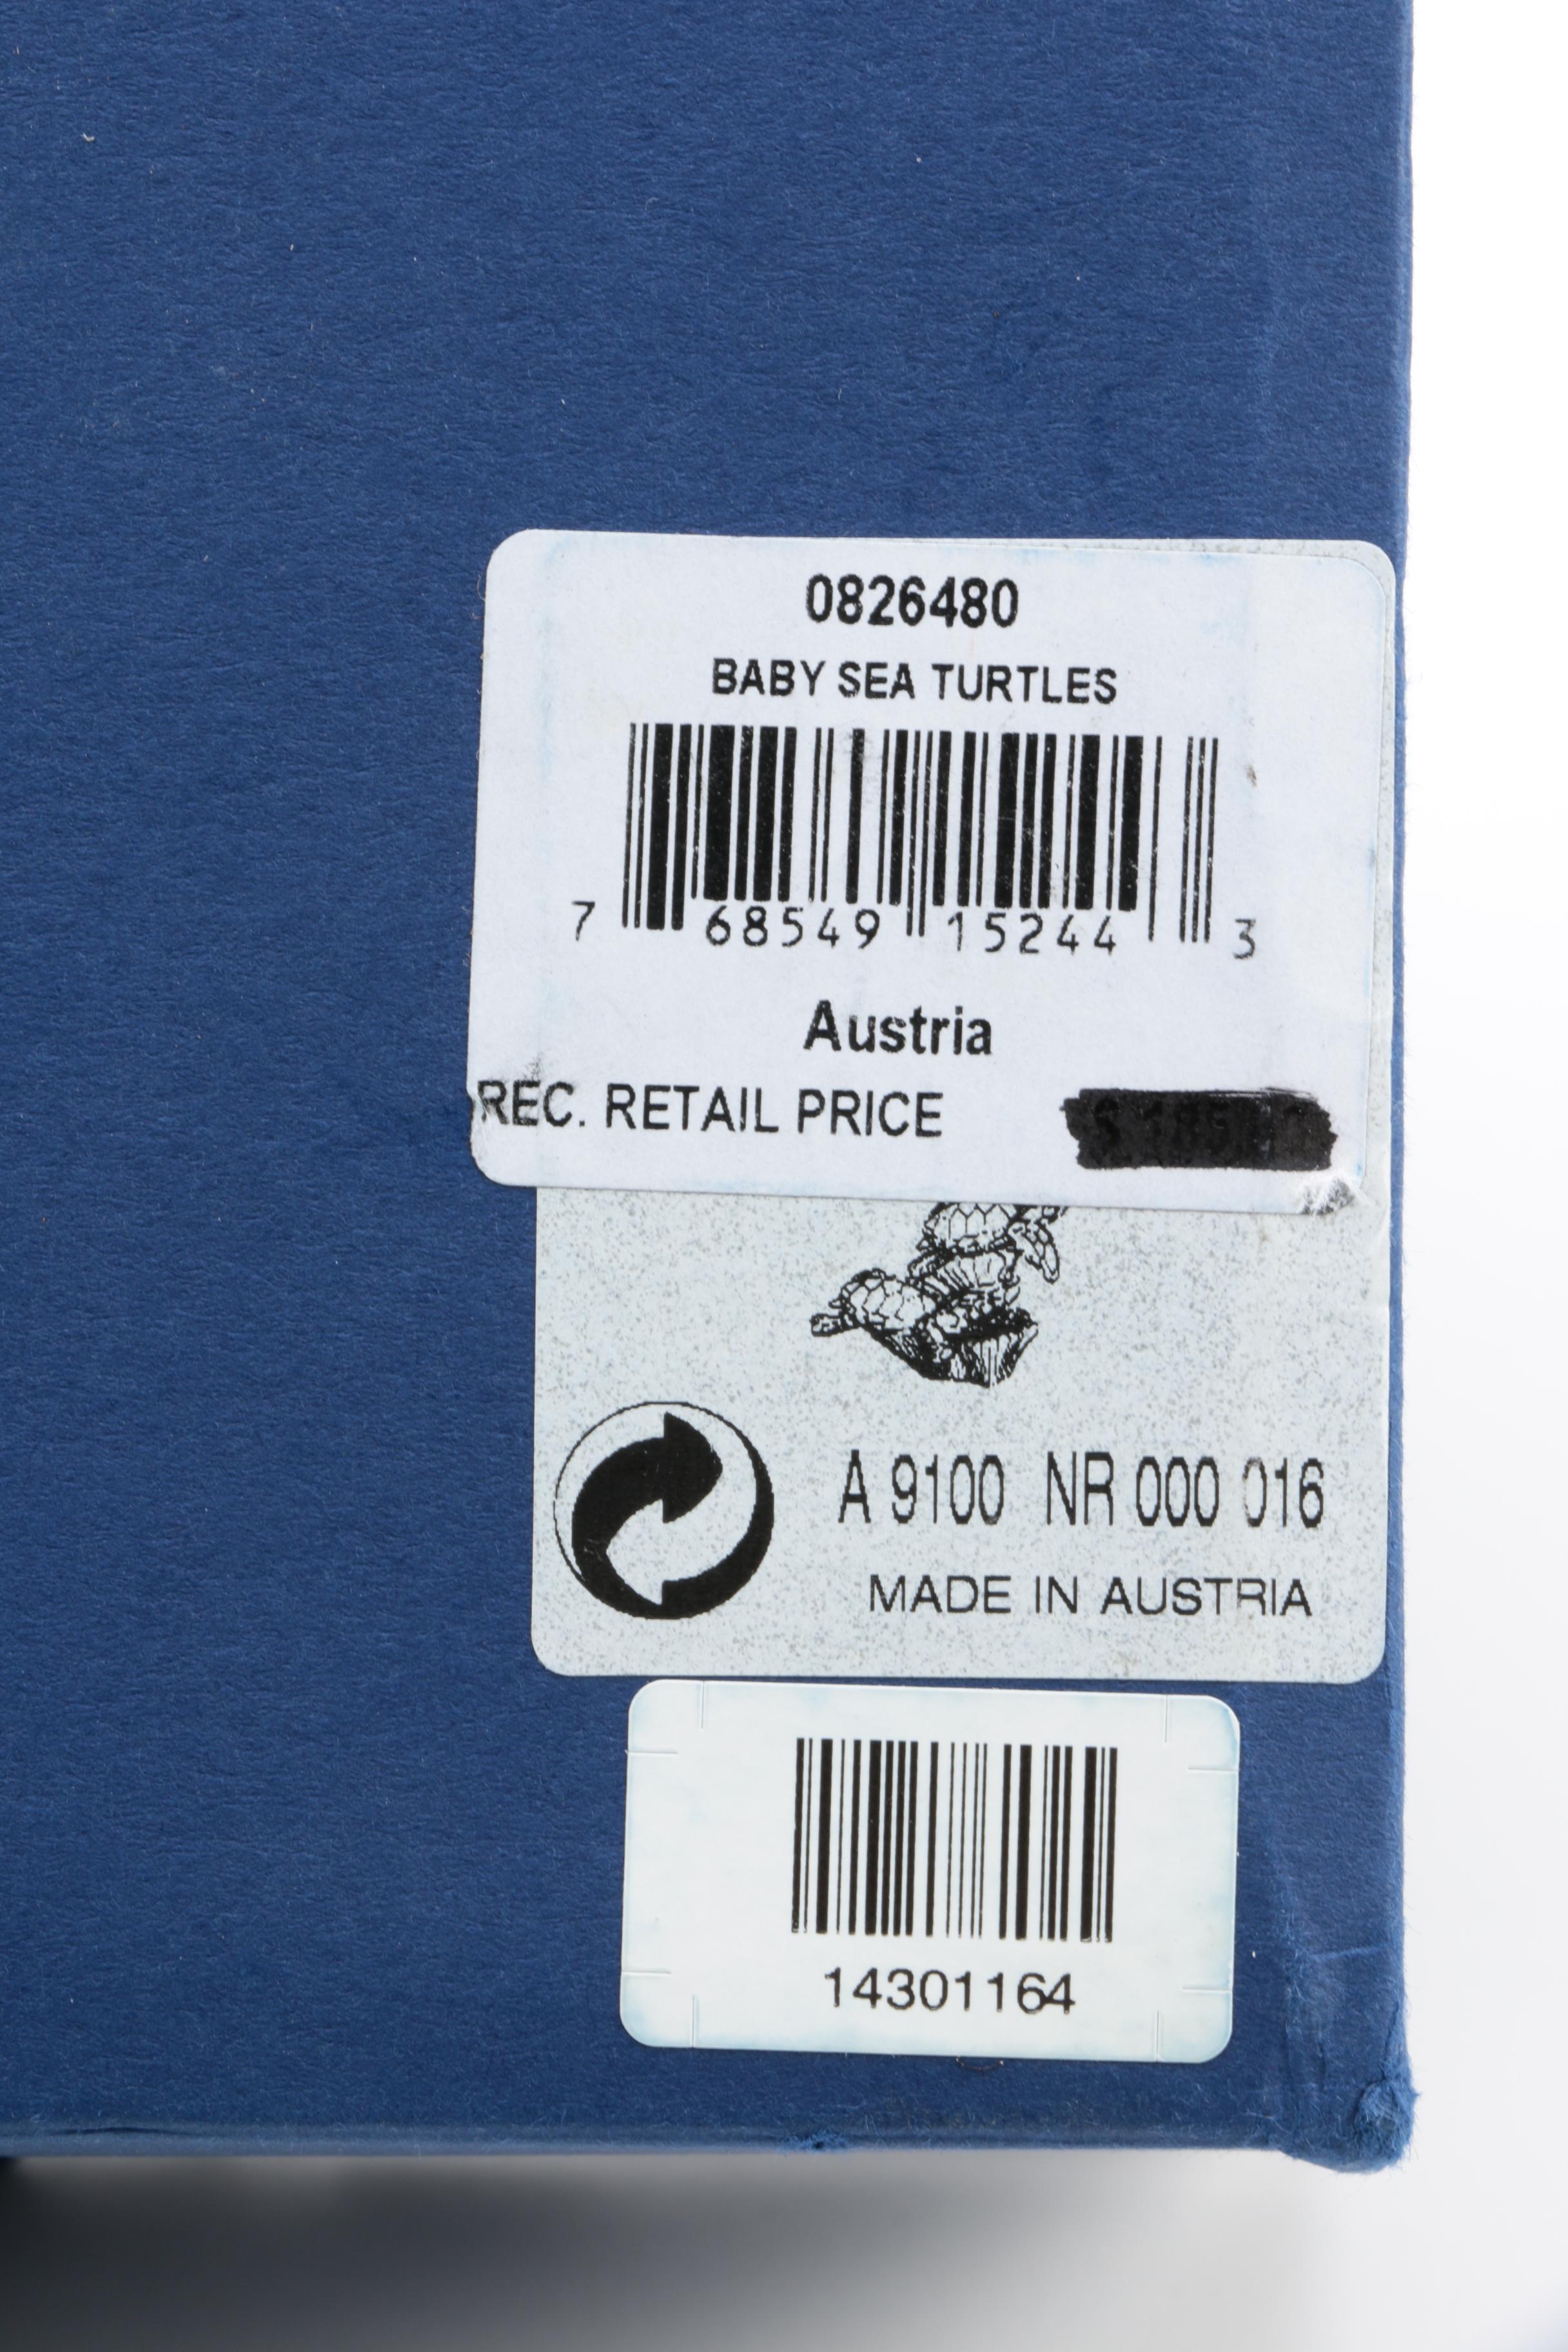 0826480
BABY SEA TURTLES
7 68549 15244 3
Austria
REC. RETAIL PRICE
A 9100 NR 000 016
MADE IN AUSTRIA
14301164